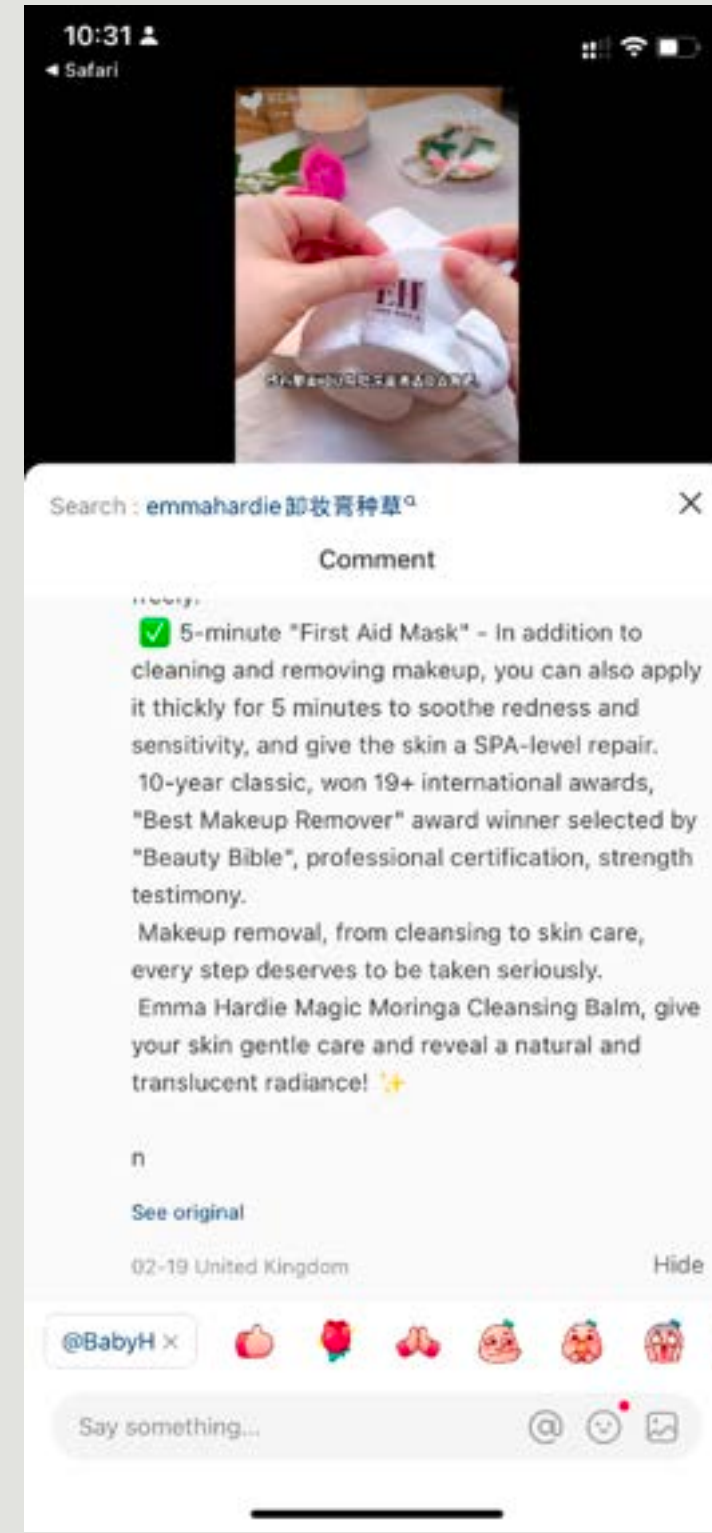 10:31
◀ Safari
EH
Search : emmahardie卸妆膏种草
Comment
freely.
✅ 5-minute "First Aid Mask" - In addition to
cleaning and removing makeup, you can also apply
it thickly for 5 minutes to soothe redness and
sensitivity, and give the skin a SPA-level repair.
10-year classic, won 19+ international awards,
"Best Makeup Remover" award winner selected by
"Beauty Bible", professional certification, strength
testimony.
Makeup removal, from cleansing to skin care,
every step deserves to be taken seriously.
Emma Hardie Magic Moringa Cleansing Balm, give
your skin gentle care and reveal a natural and
translucent radiance! ✨
n
See original
02-19 United Kingdom
Hide
@BabyH ×
Say something...